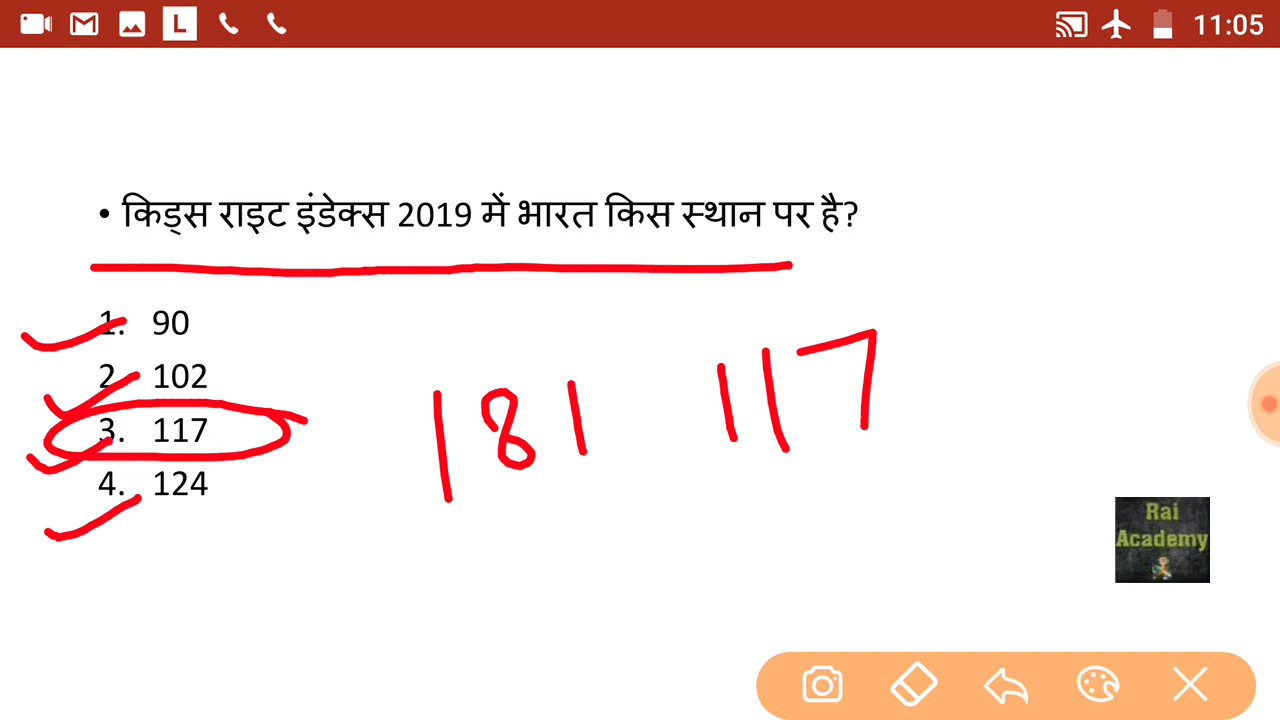 L 11:05
• किड्स राइट इंडेक्स 2019 में भारत किस स्थान पर है?
1. 90
2. 102
3. 117
4. 124
181 117
Rai
Academy